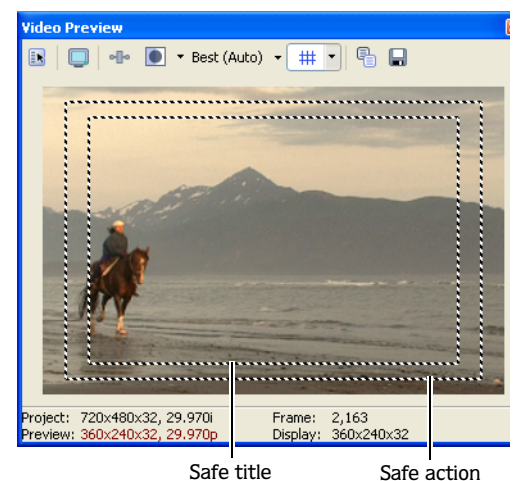 Video Preview
Best (Auto)
Project: 720x480x32, 29.970i Frame: 2,163
Preview: 360x240x32, 29.970p Display: 360x240x32
Safe title Safe action